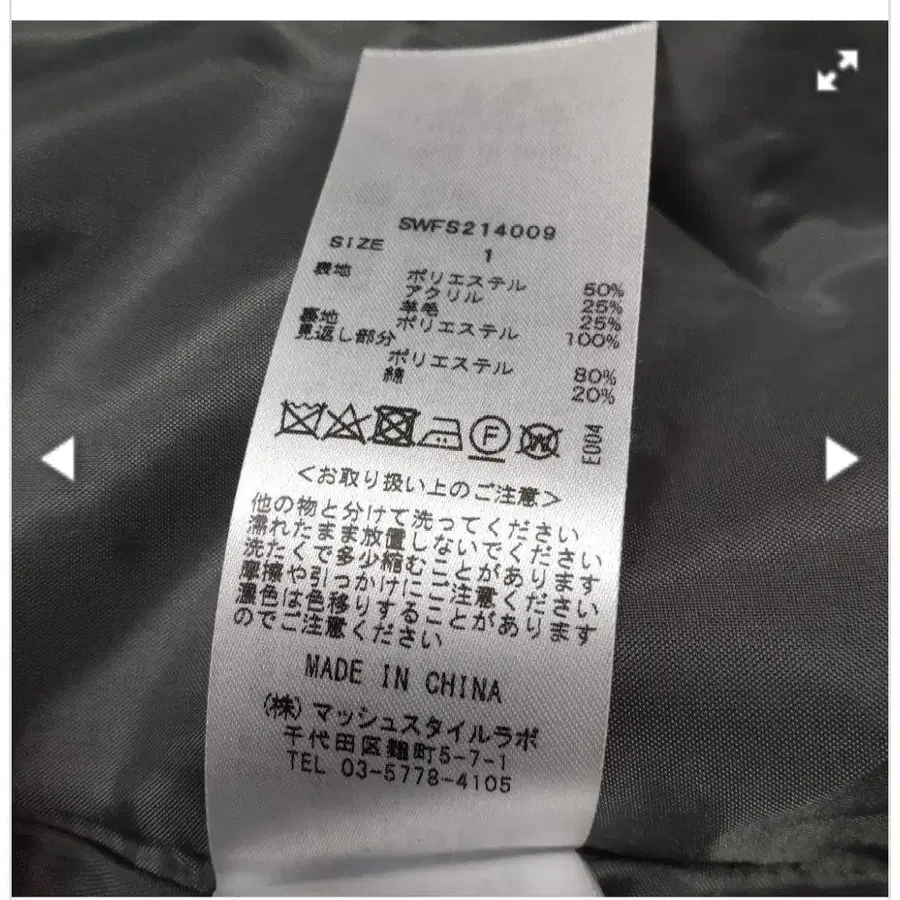 SWFS214009
SIZE 1
表地 ポリエステル 50%
アクリル 25%
羊毛 25%
裏地 ポリエステル 100%
見返し部分
ポリエステル 80%
綿 20%
F
W
E004
<お取り扱い上のご注意>
他の物と分けて洗ってください
濡れたまま放置しないでください
洗たくで多少縮むことがあります
摩擦や引っかけにご注意ください
濃色は色移りすることがあります
のでご注意ください
MADE IN CHINA
(株)マッシュスタイルラボ
千代田区麹町5-7-1
TEL 03-5778-4105